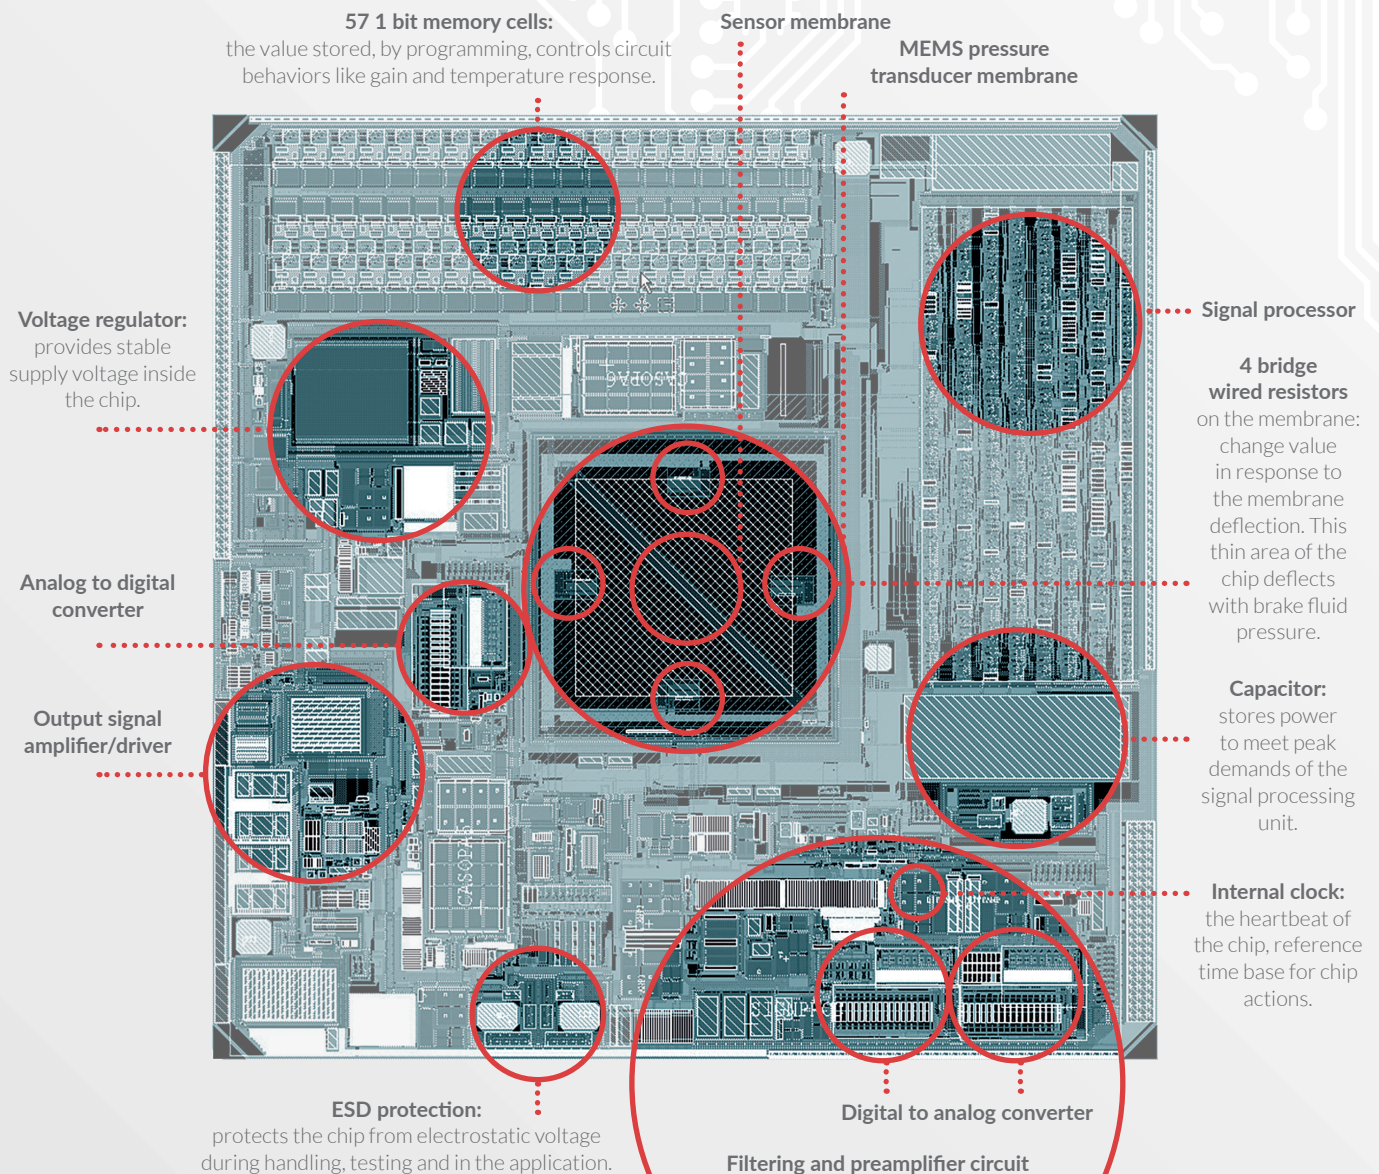 57 1 bit memory cells:
the value stored, by programming, controls circuit
behaviors like gain and temperature response.
Sensor membrane
MEMS pressure
transducer membrane
Voltage regulator:
provides stable
supply voltage inside
the chip.
CASOPAG
Signal processor
4 bridge
wired resistors
on the membrane:
change value
in response to
the membrane
deflection. This
thin area of the
chip deflects
with brake fluid
pressure.
Analog to digital
converter
Output signal
amplifier/driver
Capacitor:
stores power
to meet peak
demands of the
signal processing
unit.
Internal clock:
the heartbeat of
the chip, reference
time base for chip
actions.
ESD protection:
protects the chip from electrostatic voltage
during handling, testing and in the application.
Digital to analog converter
Filtering and preamplifier circuit